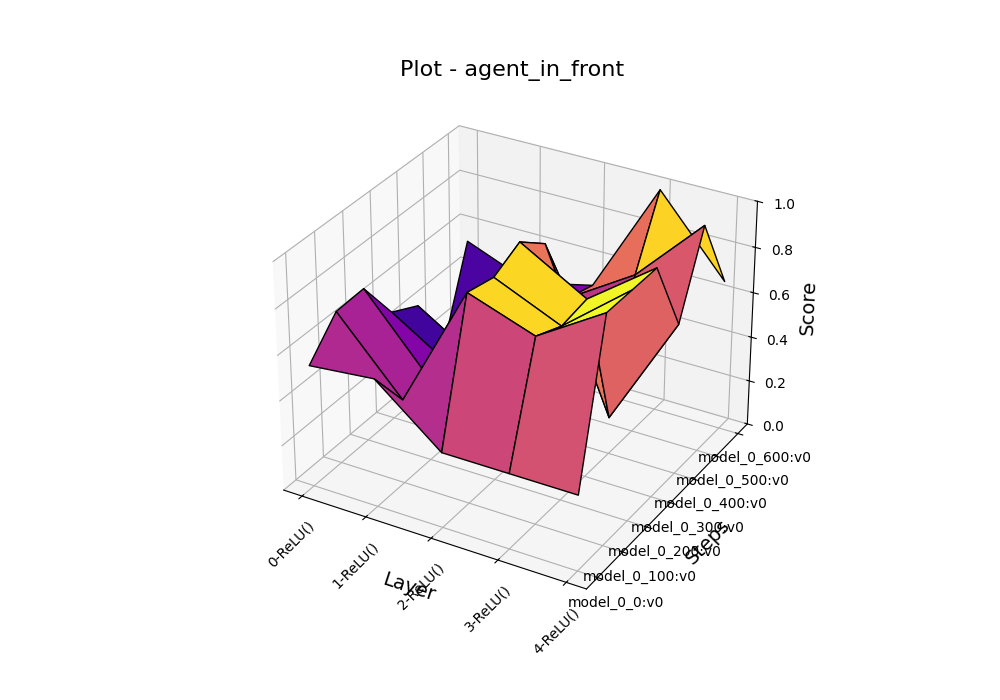 Plot - agent_in_front
1.0
0.8
0.6
0.4
0.2
0.0
Score
model_0_600:v0
model_0_500:v0
model_0_400:v0
model_0_300:v0
model_0_200:v0
model_0_100:v0
model_0_0:v0
Steps
0-ReLU()
1-ReLU()
2-ReLU()
3-ReLU()
4-ReLU()
Layer